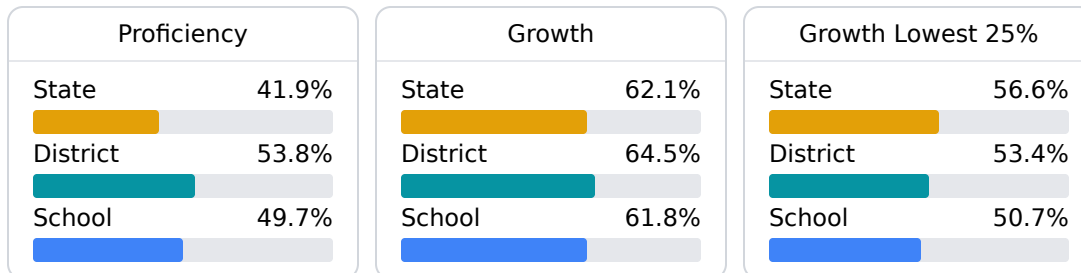 Proficiency
State 41.9%
District 53.8%
School 49.7%
Growth
State 62.1%
District 64.5%
School 61.8%
Growth Lowest 25%
State 56.6%
District 53.4%
School 50.7%